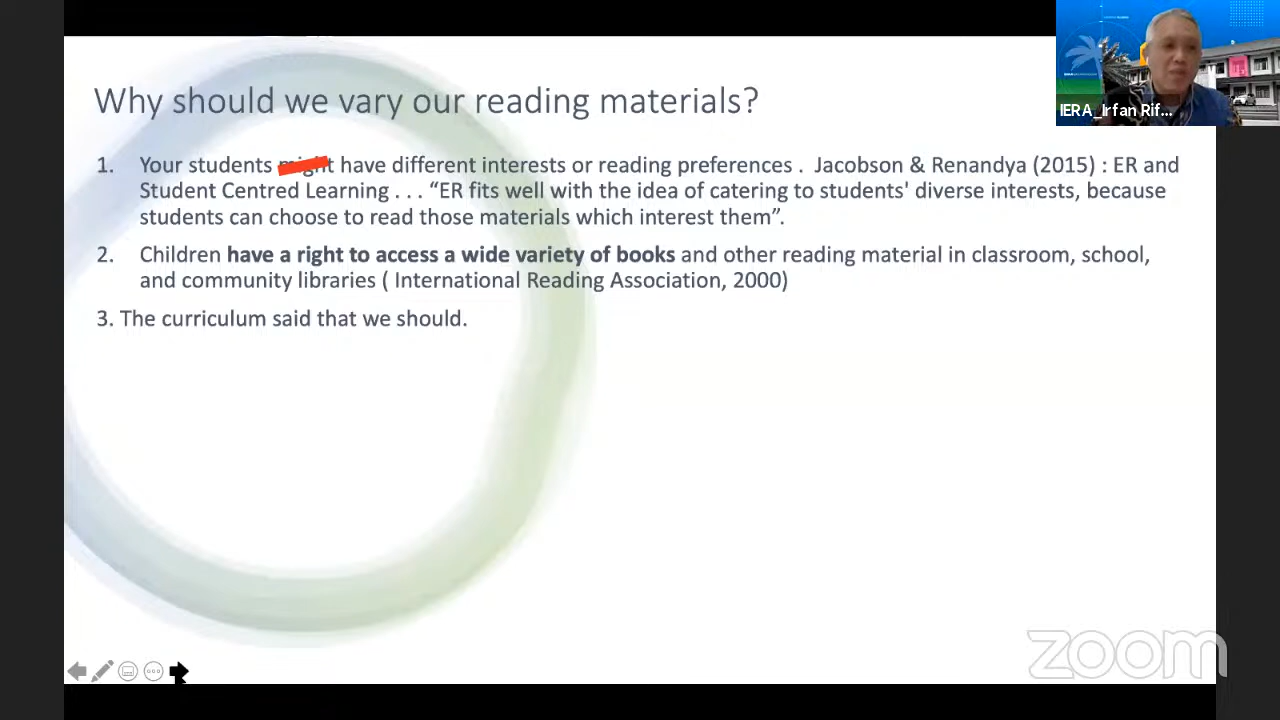 Why should we vary our reading materials?
IERA_Irfan Rif...
1. Your students might have different interests or reading preferences . Jacobson & Renandya (2015) : ER and
Student Centred Learning . . . “ER fits well with the idea of catering to students' diverse interests, because
students can choose to read those materials which interest them”.
2. Children have a right to access a wide variety of books and other reading material in classroom, school,
and community libraries ( International Reading Association, 2000)
3. The curriculum said that we should.
zoom